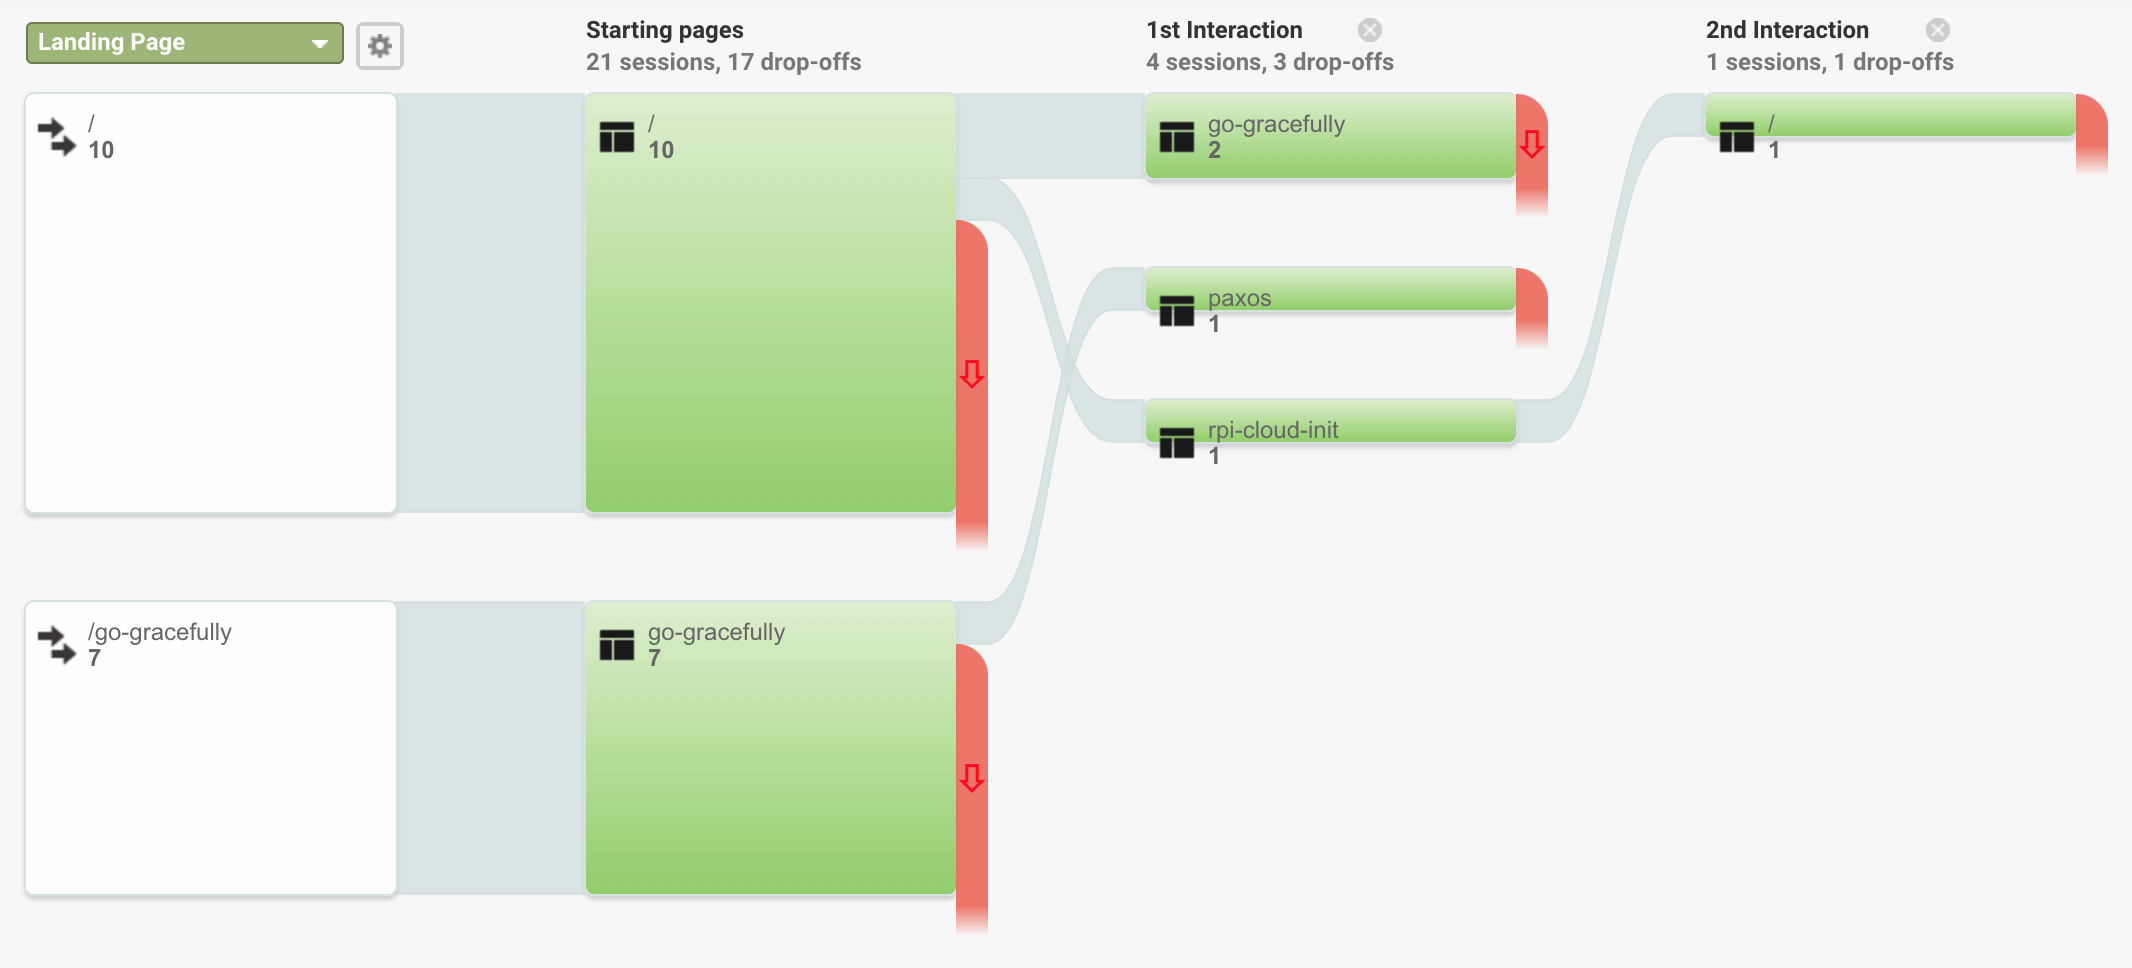 Landing Page
Starting pages
21 sessions, 17 drop-offs
1st Interaction
4 sessions, 3 drop-offs
2nd Interaction
1 sessions, 1 drop-offs
/
10
/
10
go-gracefully
2
/
1
paxos
1
rpi-cloud-init
1
/go-gracefully
7
go-gracefully
7